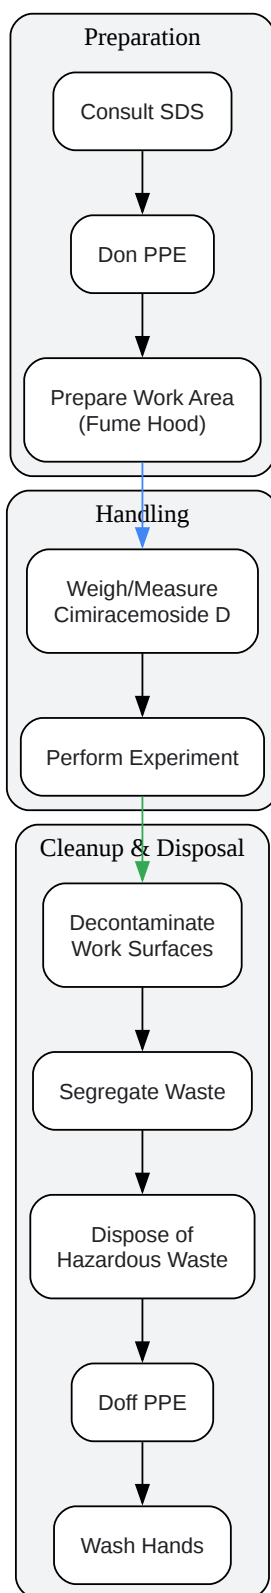 Preparation
Consult SDS
Don PPE
Prepare Work Area
(Fume Hood)
Handling
Weigh/Measure
Cimiracemoside D
Perform Experiment
Cleanup & Disposal
Decontaminate
Work Surfaces
Segregate Waste
Dispose of
Hazardous Waste
Doff PPE
Wash Hands